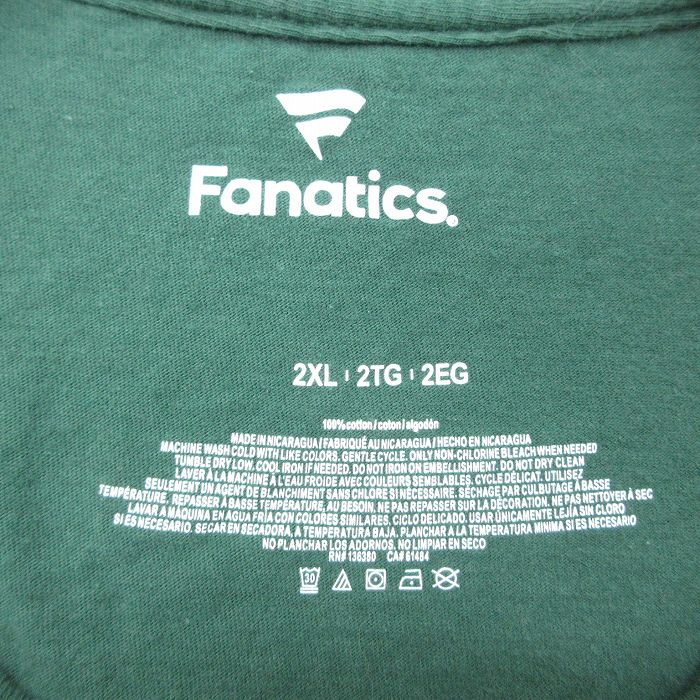 Fanatics.
2XL | 2TG | 2EG
100% cotton / coton / algodón
MADE IN NICARAGUA / FABRIQUÉ AU NICARAGUA / HECHO EN NICARAGUA
MACHINE WASH COLD WITH LIKE COLORS. GENTLE CYCLE. ONLY NON-CHLORINE BLEACH WHEN NEEDED
TUMBLE DRY LOW. COOL IRON IF NEEDED. DO NOT IRON ON EMBELLISHMENT. DO NOT DRY CLEAN
LAVER À LA MACHINE À L'EAU FROIDE AVEC COULEURS SEMBLABLES. CYCLE DÉLICAT. UTILISEZ
SEULEMENT UN AGENT DE BLANCHIMENT SANS CHLORE SI NÉCESSAIRE. SÉCHAGE PAR CULBUTAGE À BASSE
TEMPÉRATURE. REPASSER À BASSE TEMPÉRATURE, AU BESOIN. NE PAS REPASSER SUR LA DÉCORATION. NE PAS NETTOYER À SEC
LAVAR A MÁQUINA EN AGUA FRÍA CON COLORES SIMILARES. CICLO DELICADO. USAR ÚNICAMENTE LEJÍA SIN CLORO
SI ES NECESARIO. SECAR EN SECADORA, A TEMPERATURA BAJA. PLANCHAR A LA TEMPERATURA MINIMA SI ES NECESARIO
NO PLANCHAR LOS ADORNOS. NO LIMPIAR EN SECO
RN# 136380 CA# 61484
30